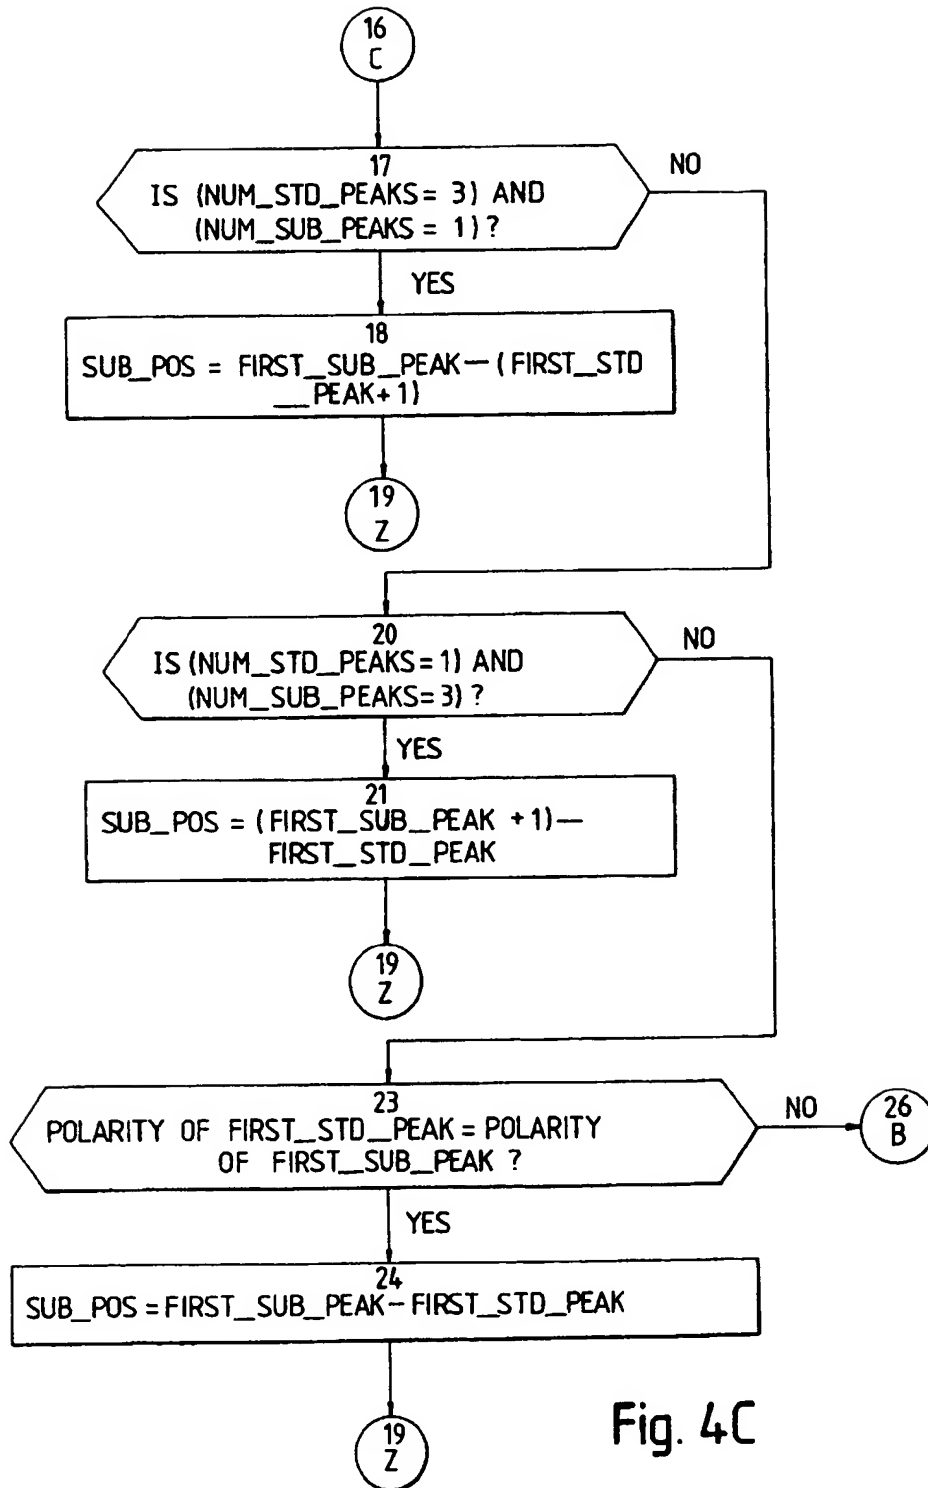 16
C
17
IS (NUM_STD_PEAKS = 3) AND
(NUM_SUB_PEAKS = 1) ?
NO
YES
18
SUB_POS = FIRST_SUB_PEAK — (FIRST_STD
__PEAK+1)
19
Z
20
IS (NUM_STD_PEAKS=1) AND
(NUM_SUB_PEAKS=3) ?
NO
YES
21
SUB_POS = (FIRST_SUB_PEAK +1)—
FIRST_STD_PEAK
19
Z
23
POLARITY OF FIRST_STD_PEAK = POLARITY
OF FIRST_SUB_PEAK ?
NO
26
B
YES
24
SUB_POS = FIRST_SUB_PEAK – FIRST_STD_PEAK
19
Z
Fig. 4C